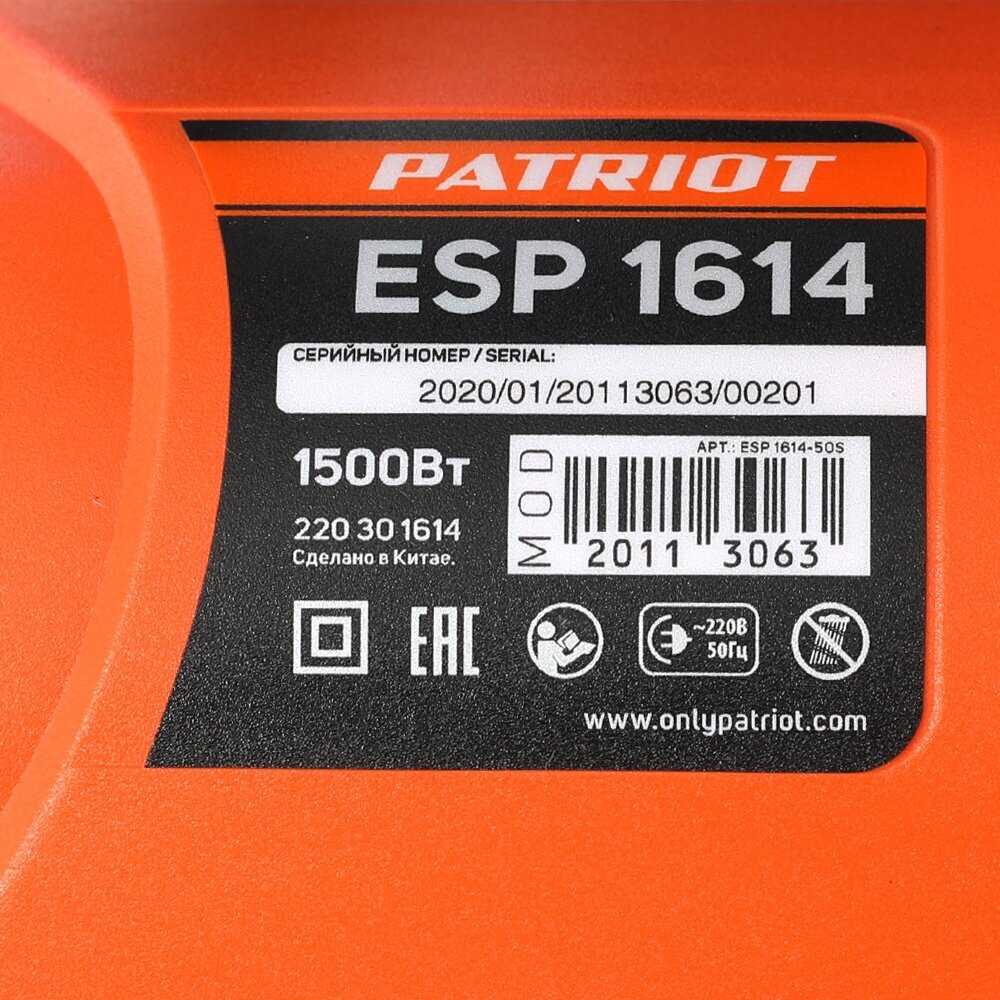 PATRIOT
ESP 1614
СЕРИЙНЫЙ НОМЕР / SERIAL:
2020/01/20113063/00201
1500Вт
220 30 1614
Сделано в Китае.
MOD
АРТ.: ESP 1614-50S
2011 3063
EAC
~220В
50Гц
www.onlypatriot.com